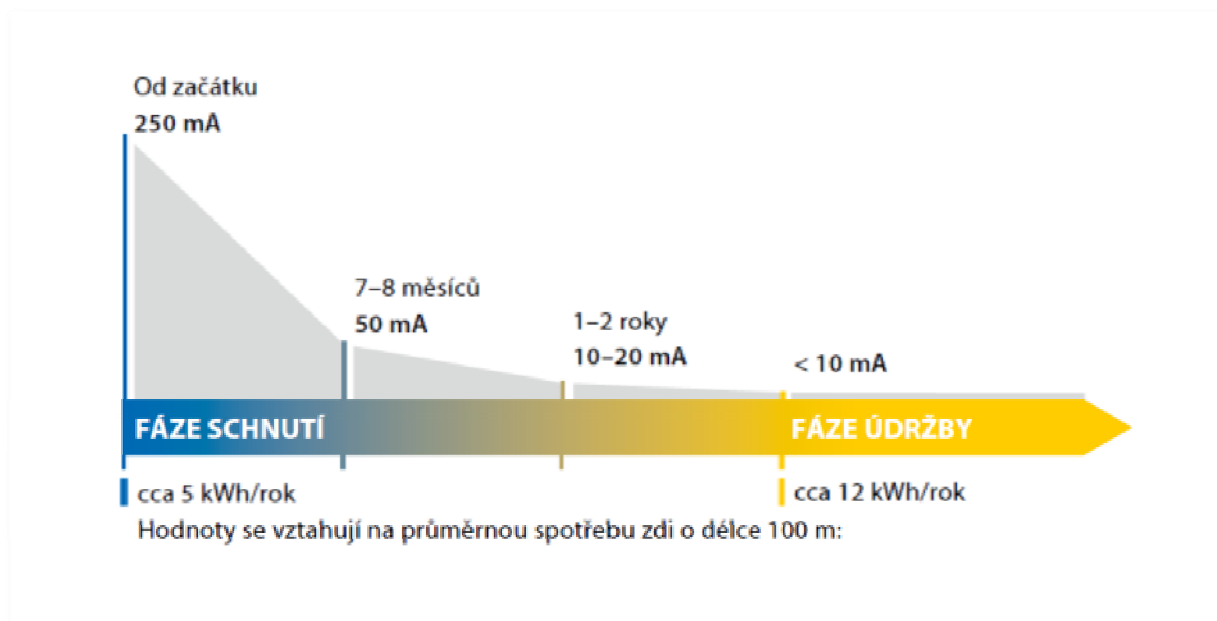 Od začátku
250 mA
7–8 měsíců
50 mA
1–2 roky
10–20 mA
< 10 mA
FÁZE SCHNUTÍ
FÁZE ÚDRŽBY
cca 5 kWh/rok
cca 12 kWh/rok
Hodnoty se vztahují na průměrnou spotřebu zdi o délce 100 m: